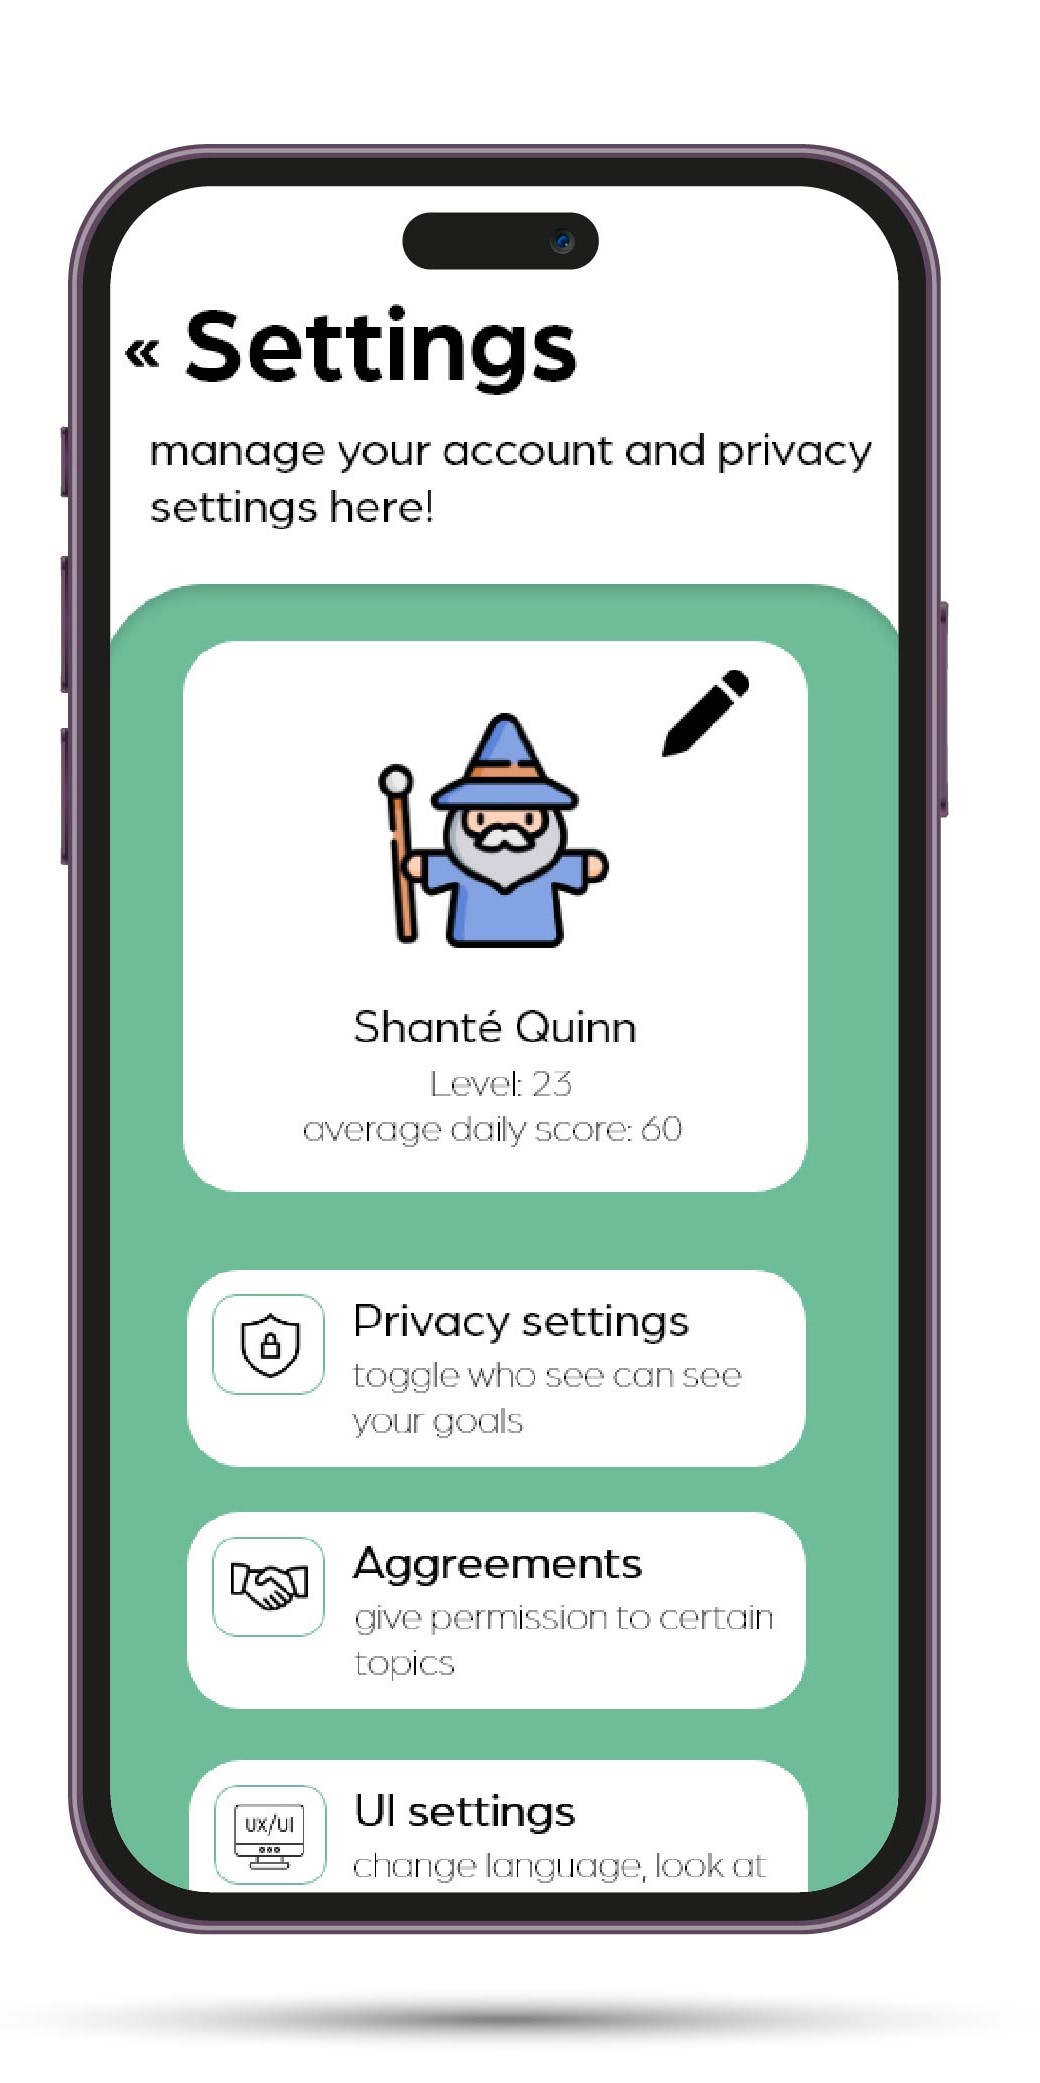 « Settings
manage your account and privacy
settings here!
Shanté Quinn
Level: 23
average daily score: 60
Privacy settings
toggle who see can see
your goals
Aggreements
give permission to certain
topics
UX/UI
UI settings
change language, look at